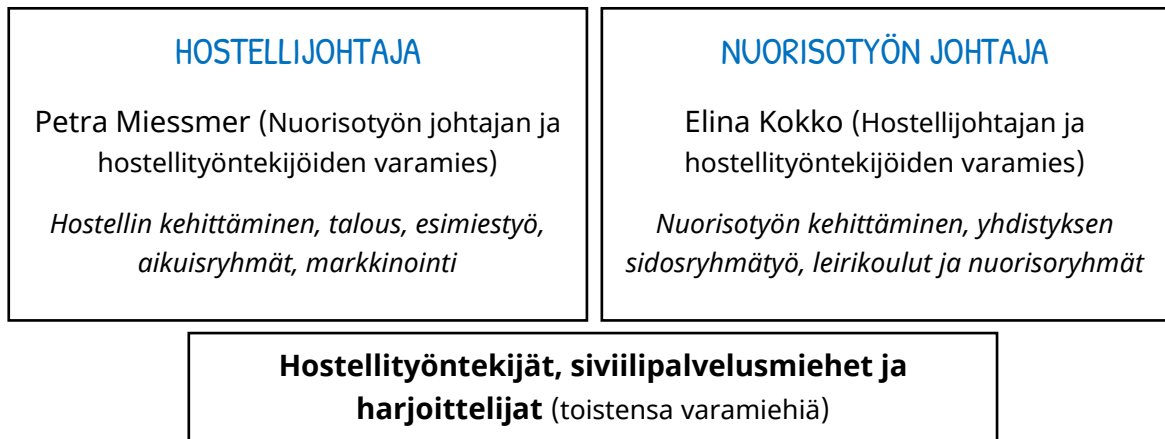 HOSTELLIJOHTAJA
Petra Miessmer (Nuorisotyön johtajan ja
hostellityöntekijöiden varamies)
Hostellin kehittäminen, talous, esimiestyö,
aikuisryhmät, markkinointi
NUORISOTYÖN JOHTAJA
Elina Kokko (Hostellijohtajan ja
hostellityöntekijöiden varamies)
Nuorisotyön kehittäminen, yhdistyksen
sidosryhmätyö, leirikoulut ja nuorisoryhmät
Hostellityöntekijät, siviilipalvelusmiehet ja
harjoittelijat (toistensa varamiehiä)